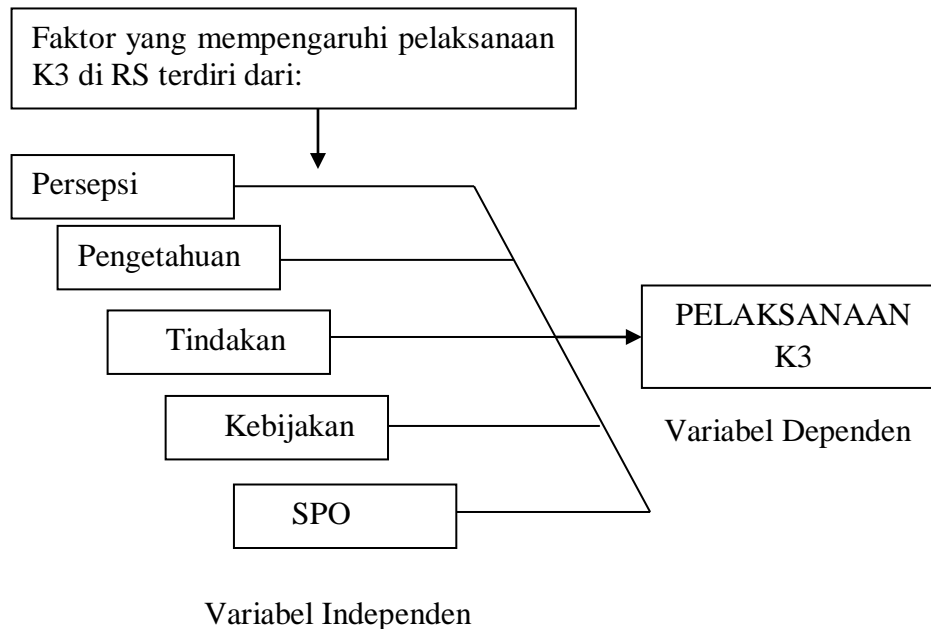 Faktor yang mempengaruhi pelaksanaan
K3 di RS terdiri dari:
Persepsi
Pengetahuan
Tindakan
Kebijakan
SPO
PELAKSANAAN
K3
Variabel Dependen
Variabel Independen